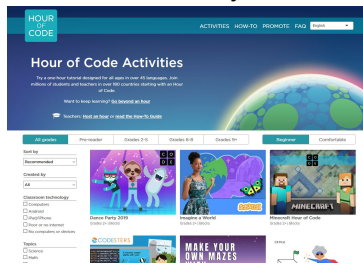 HOUR
OF
CODE
ACTIVITIES HOW-TO PROMOTE FAQ English
Hour of Code Activities
Try a one-hour tutorial designed for all ages in over 45 languages. Join
millions of students and teachers in over 180 countries starting with an Hour
of Code.
Want to keep learning? Go beyond an hour
Teachers: Host an hour or read the How-To Guide
All grades Pre-reader Grades 2-5 Grades 6-8 Grades 9+ Beginner Comfortable
Sort by
Recommended
Created by
All
Classroom technology
Computers
Android
iPad/iPhone
Poor or no internet
No computers or devices
Topics
Science
Math
CODE
Dance Party 2019
Grades 2+ | Blocks
Imagine a World
Grades 2+ | Blocks
CODE
MINECRAFT
Minecraft Hour of Code
Grades 2+ | Blocks
CODESTERS
MAKE YOUR
OWN MAZES